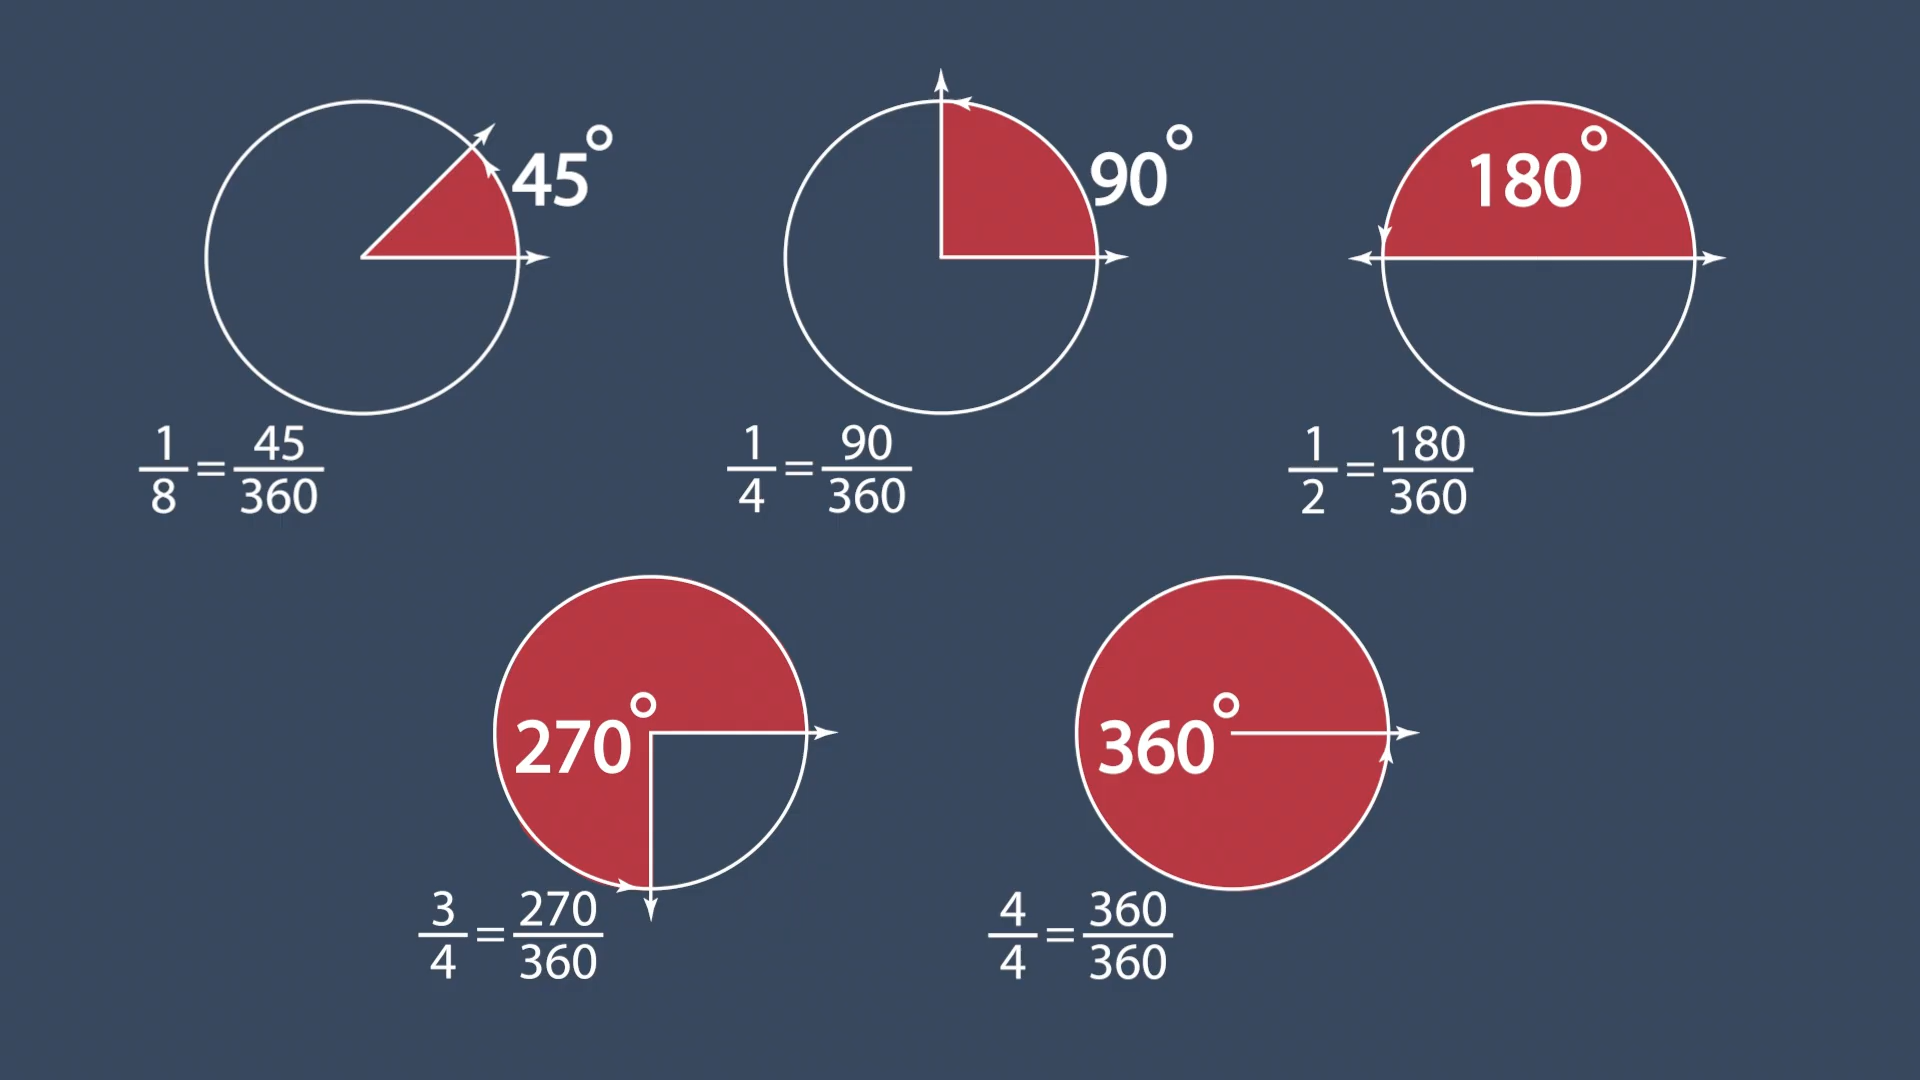 45°
90°
180°
1/8 = 45/360
1/4 = 90/360
1/2 = 180/360
270°
360°
3/4 = 270/360
4/4 = 360/360